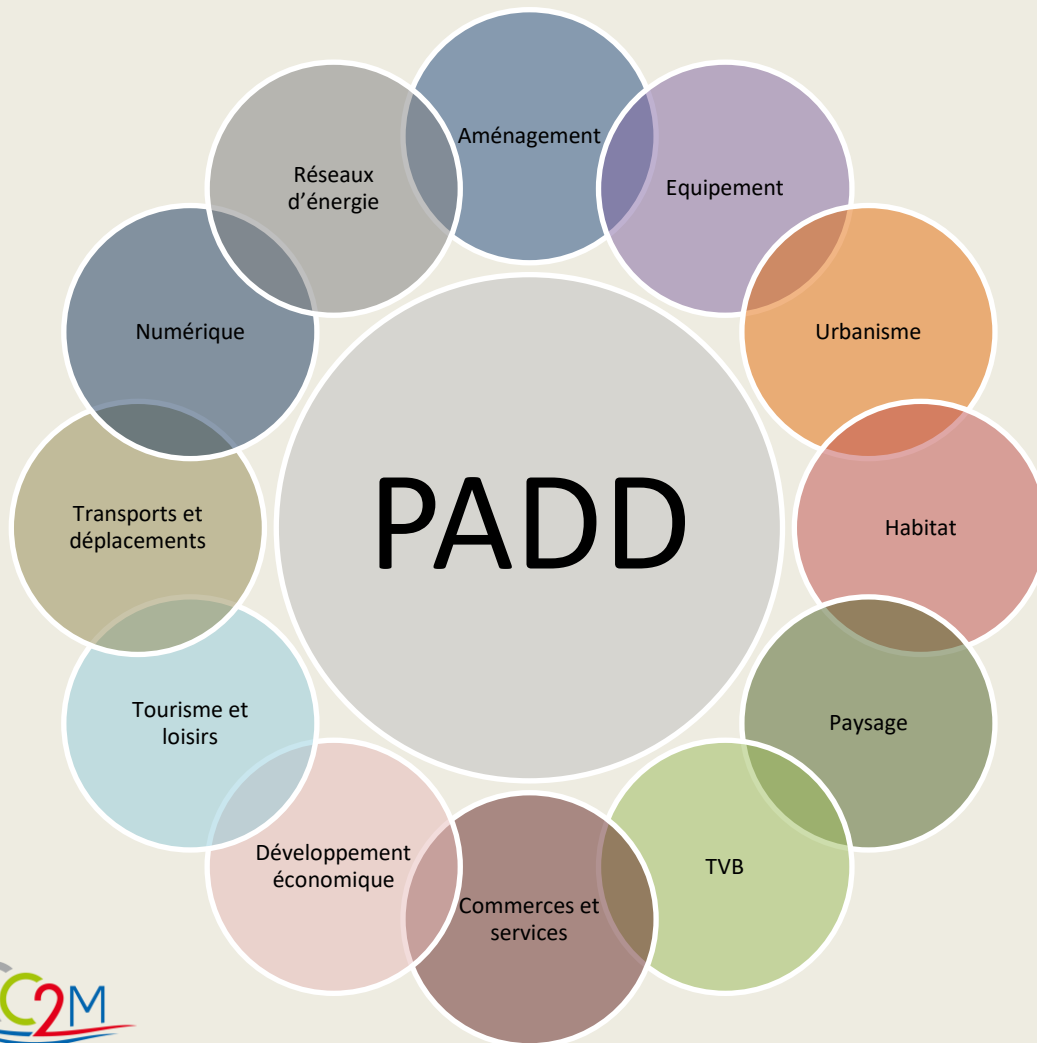 Aménagement
Equipement
Urbanisme
Habitat
Paysage
TVB
Commerces et
services
Développement
économique
Tourisme et
loisirs
Transports et
déplacements
Numérique
Réseaux
d’énergie
PADD
C2M